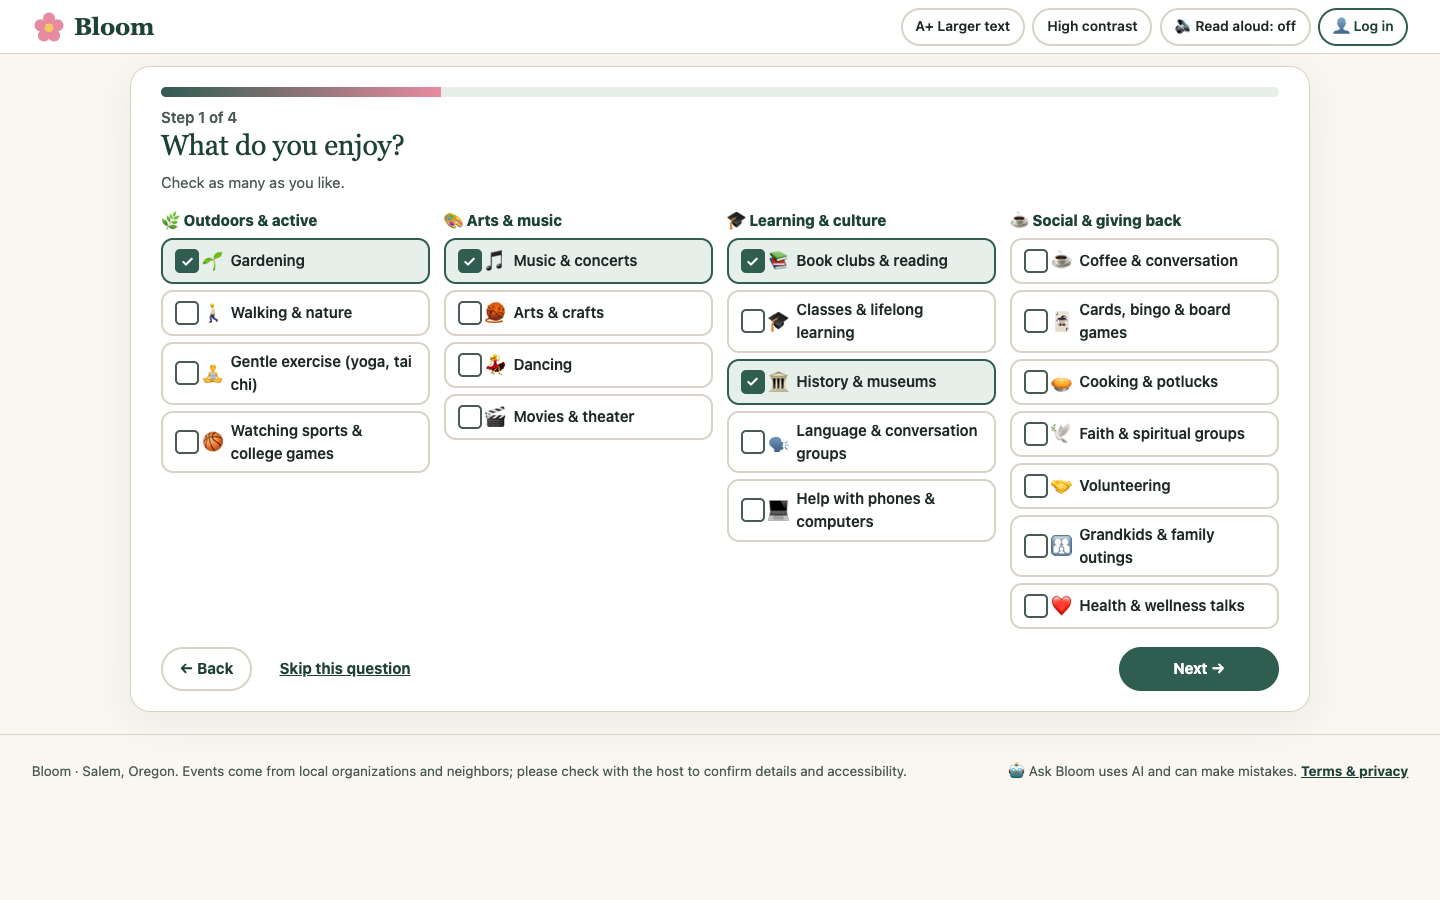 Bloom
A+ Larger text
High contrast
Read aloud: off
Log in
Step 1 of 4
What do you enjoy?
Check as many as you like.
Outdoors & active
Gardening
Walking & nature
Gentle exercise (yoga, tai
chi)
Watching sports &
college games
Arts & music
Music & concerts
Arts & crafts
Dancing
Movies & theater
Learning & culture
Book clubs & reading
Classes & lifelong
learning
History & museums
Language & conversation
groups
Help with phones &
computers
Social & giving back
Coffee & conversation
Cards, bingo & board
games
Cooking & potlucks
Faith & spiritual groups
Volunteering
Grandkids & family
outings
Health & wellness talks
← Back
Skip this question
Next →
Bloom · Salem, Oregon. Events come from local organizations and neighbors; please check with the host to confirm details and accessibility.
Ask Bloom uses AI and can make mistakes. Terms & privacy